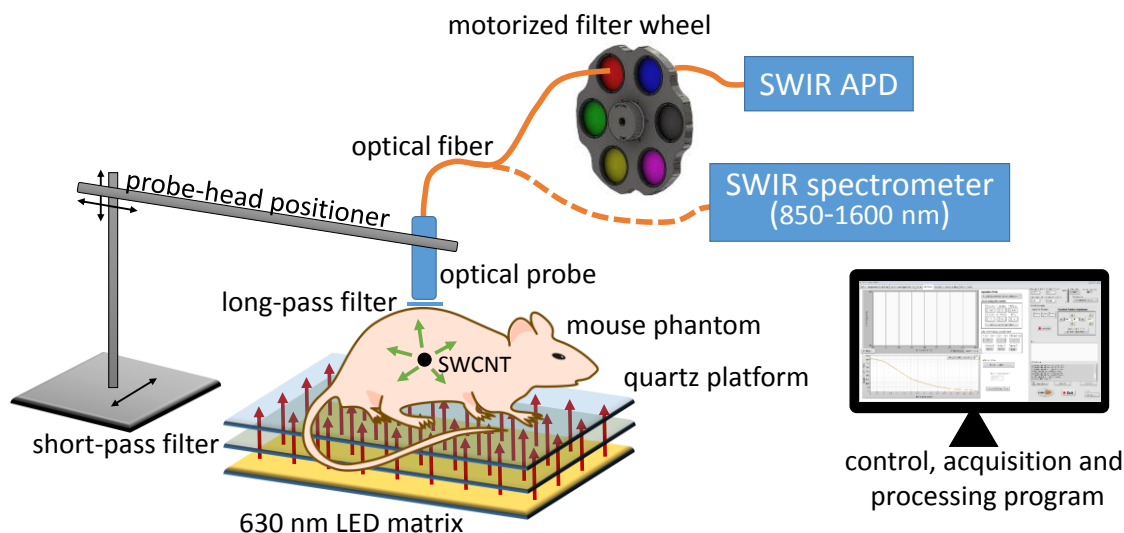 motorized filter wheel
SWIR APD
optical fiber
SWIR spectrometer
(850-1600 nm)
probe-head positioner
optical probe
long-pass filter
mouse phantom
SWCNT
quartz platform
short-pass filter
630 nm LED matrix
control, acquisition and
processing program